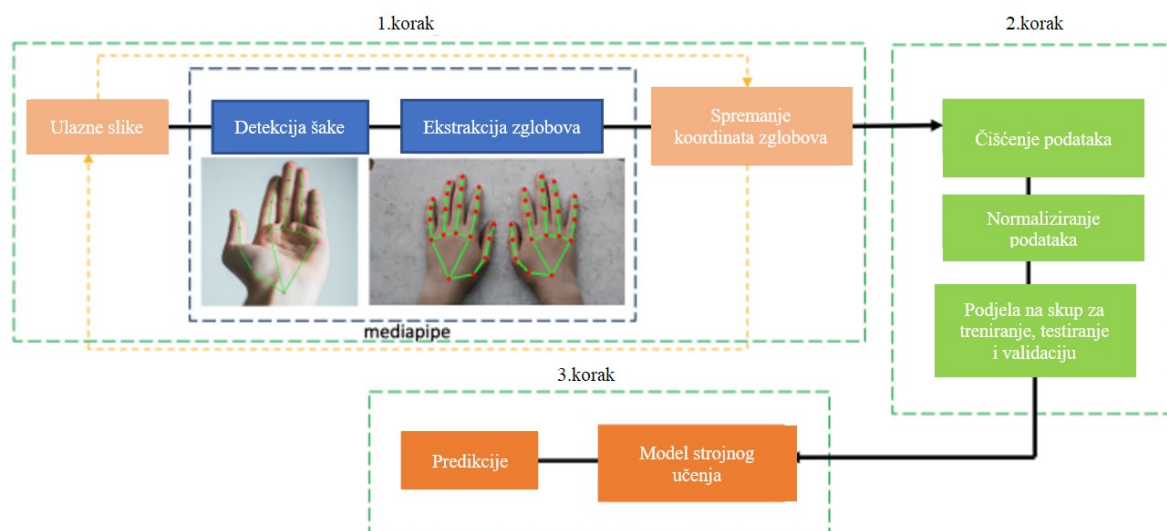 1.korak
Ulazne slike
Detekcija šake
Ekstrakcija zglobova
Spremanje
koordinata zglobova
mediapipe
2.korak
Čišćenje podataka
Normaliziranje
podataka
Podjela na skup za
treniranje, testiranje
i validaciju
3.korak
Predikcije
Model strojnog
učenja